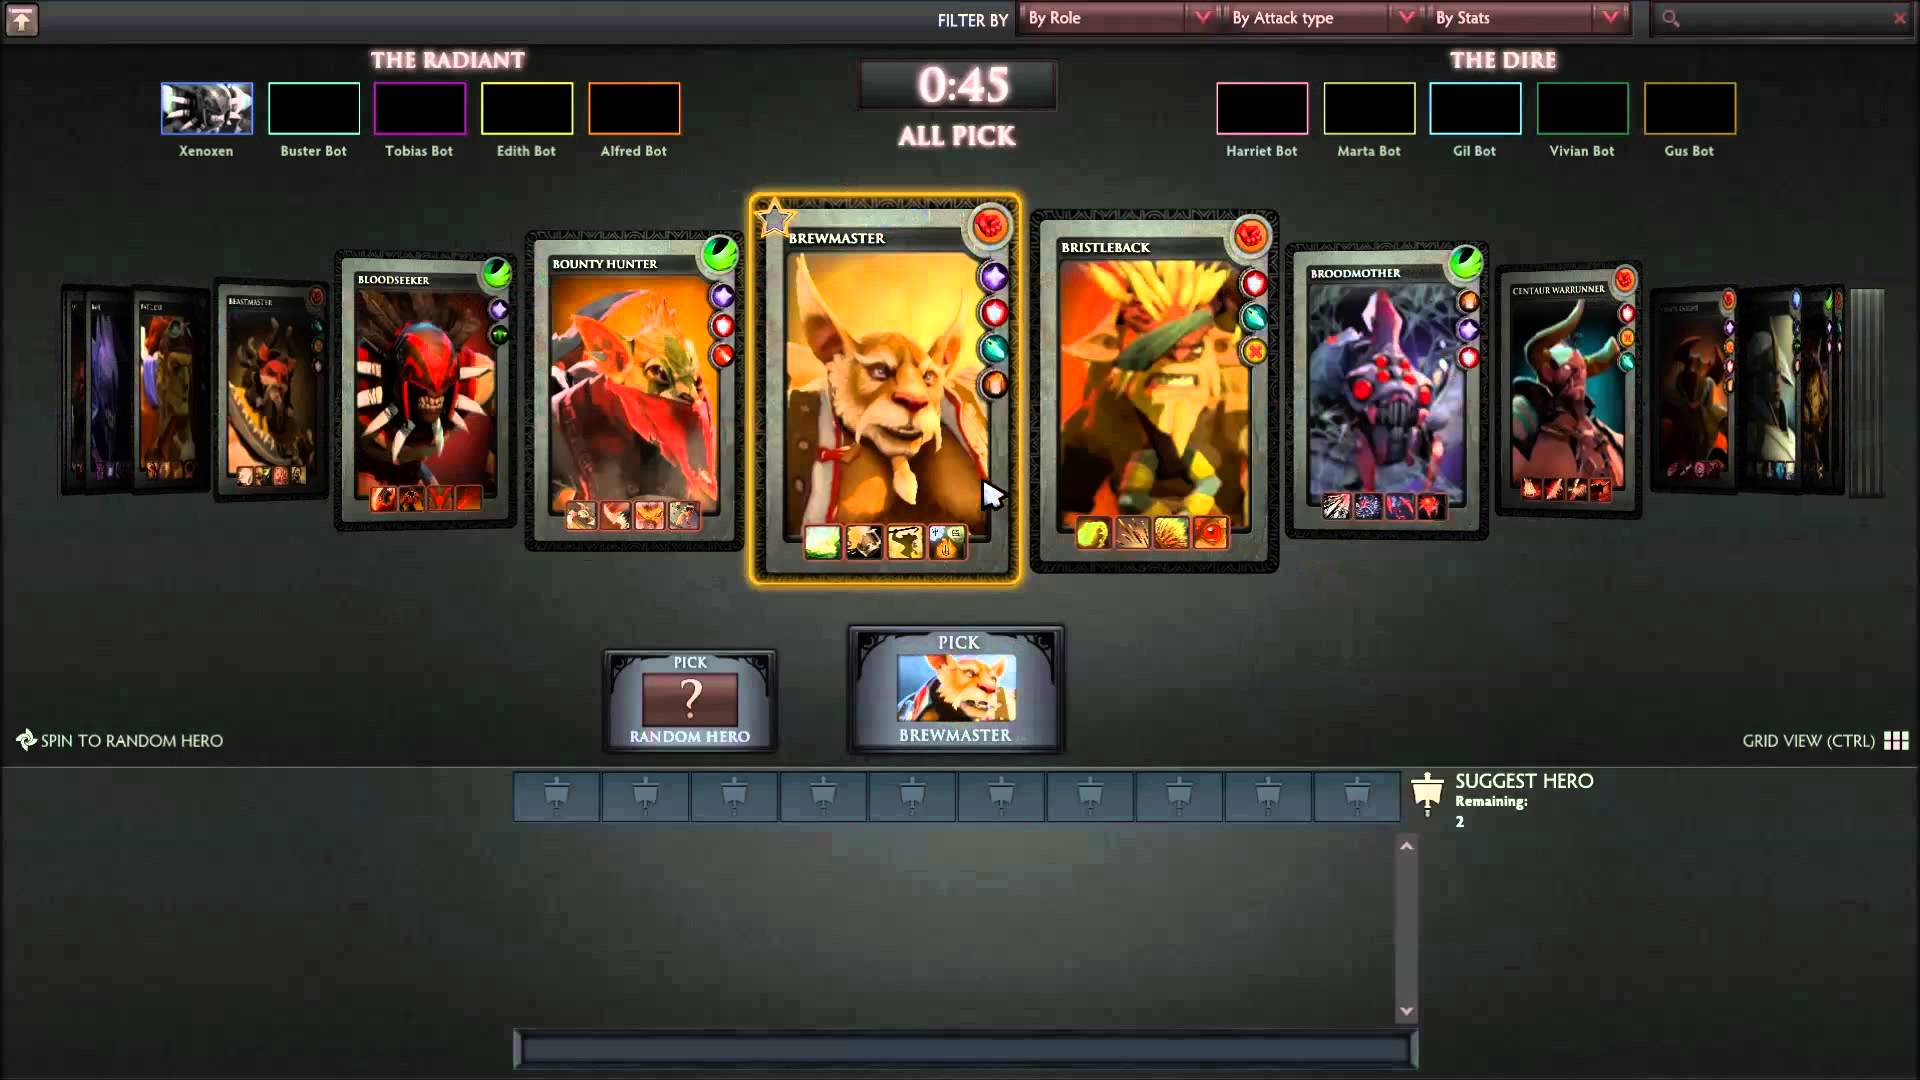 FILTER BY
By Role
By Attack type
By Stats
THE RADIANT
0:45
THE DIRE
ALL PICK
Xenoxen
Buster Bot
Tobias Bot
Edith Bot
Alfred Bot
Harriet Bot
Marta Bot
Gil Bot
Vivian Bot
Gus Bot
BEASTMASTER
BLOODSEEKER
BOUNTY HUNTER
BREWMASTER
BRISTLEBACK
BROODMOTHER
CENTAUR WARRUNNER
PICK
?
RANDOM HERO
PICK
BREWMASTER
SPIN TO RANDOM HERO
GRID VIEW (CTRL)
SUGGEST HERO
Remaining:
2